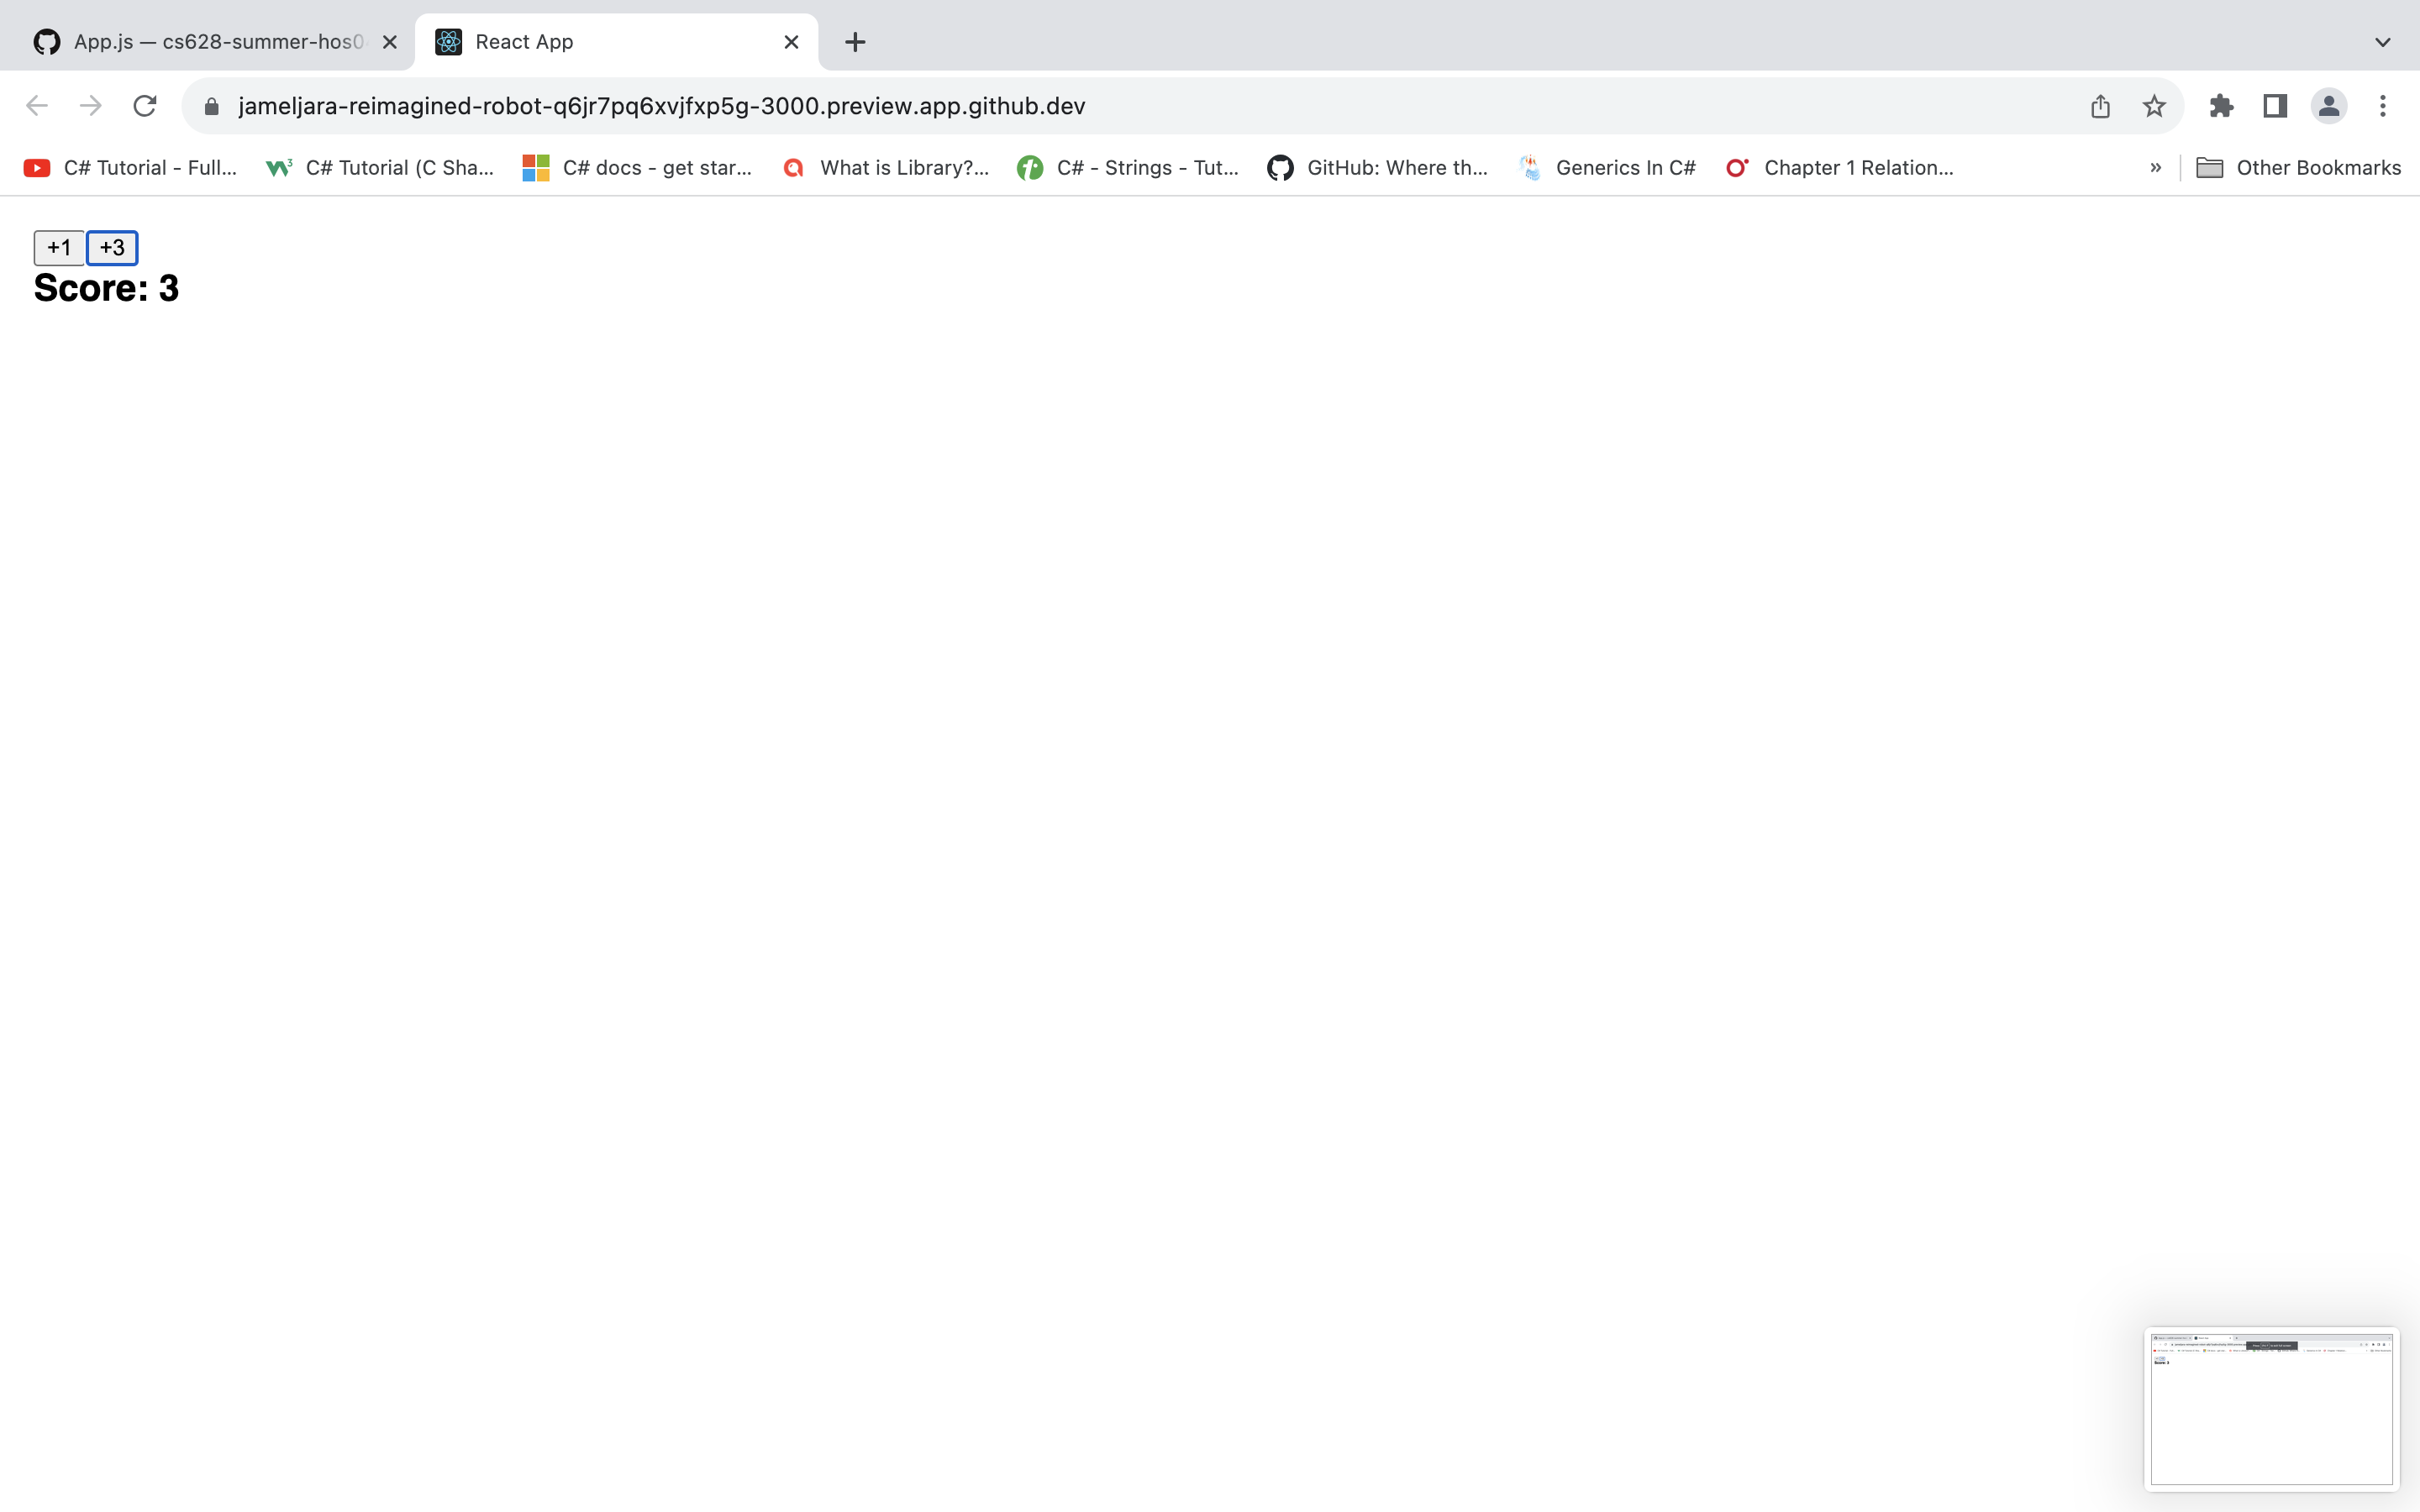 App.js — cs628-summer-hos0
React App
jameljara-reimagined-robot-q6jr7pq6xvjfxp5g-3000.preview.app.github.dev
C# Tutorial - Full... C# Tutorial (C Sha... C# docs - get star... What is Library?... C# - Strings - Tut... GitHub: Where th... Generics In C# Chapter 1 Relation... » Other Bookmarks
+1 +3
Score: 3